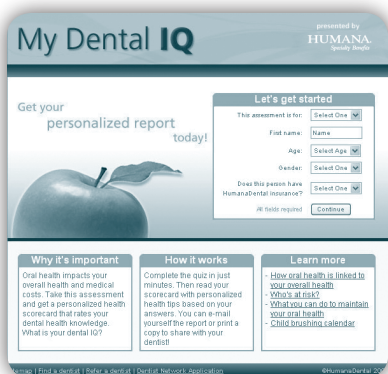 My Dental IQ
presented by
HUMANA
Specialty Benefits
Get your
personalized report
today!
Let's get started
This assessment is for: Select One
First name: Name
Age: Select Age
Gender: Select One
Does this person have
HumanaDental insurance? Select One
All fields required Continue
Why it's important
Oral health impacts your
overall health and medical
costs. Take this assessment
and get a personalized health
scorecard that rates your
dental health knowledge.
What is your dental IQ?
How it works
Complete the quiz in just
minutes. Then read your
scorecard with personalized
health tips based on your
answers. You can e-mail
yourself the report or print a
copy to share with your
dentist!
Learn more
- How oral health is linked to
your overall health
- Who's at risk?
- What you can do to maintain
your oral health
- Child brushing calendar
| Find a dentist | Refer a dentist | Dentist Network Application
©HumanaDental